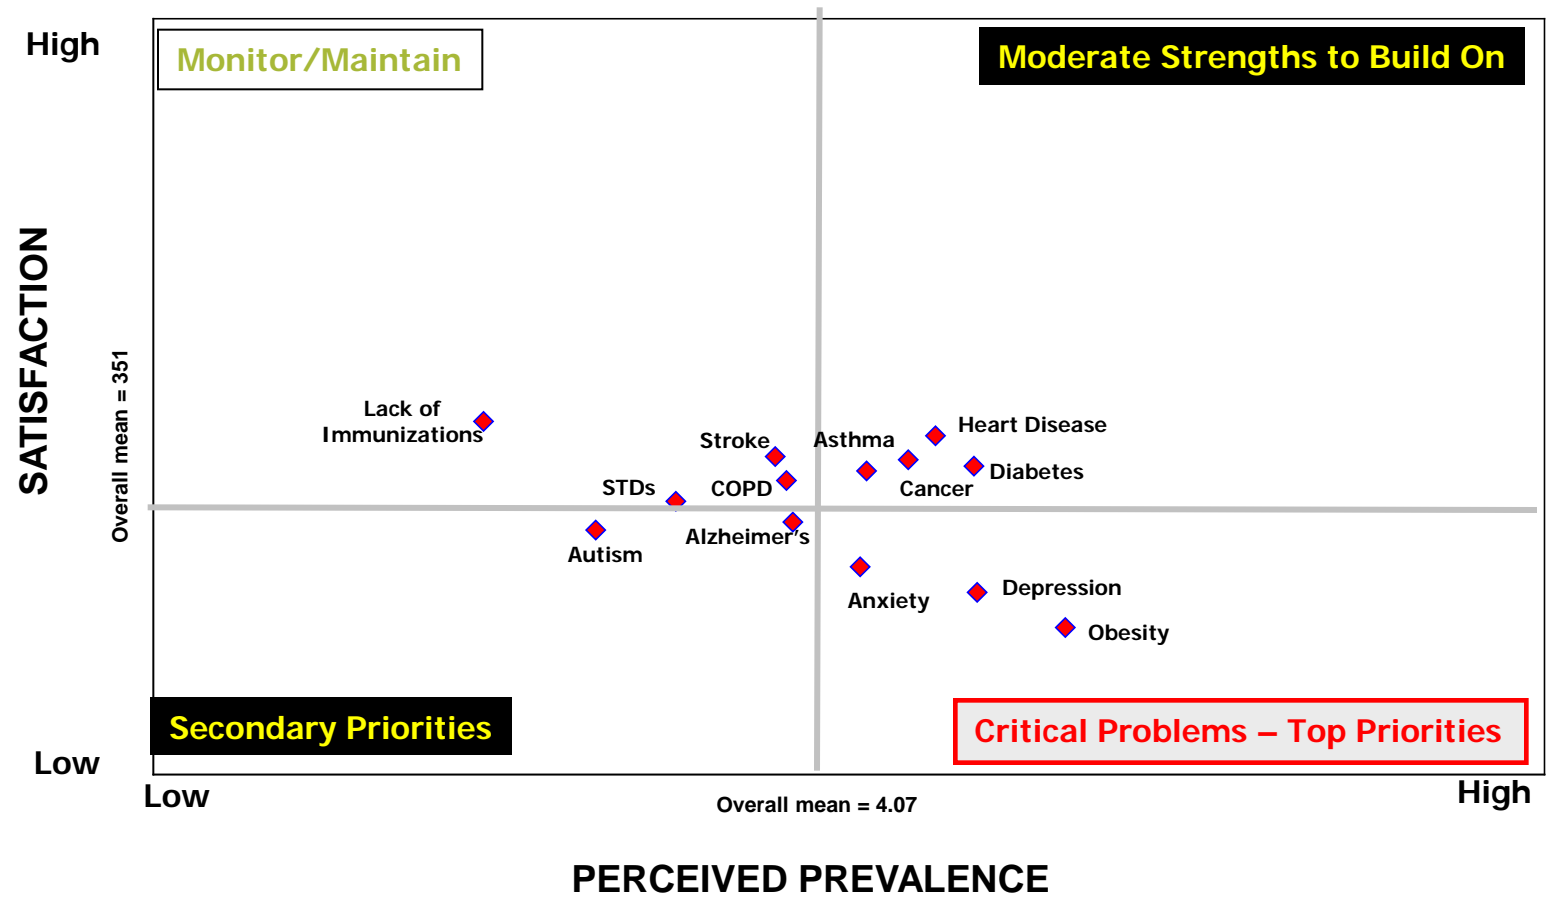 High
Monitor/Maintain
Moderate Strengths to Build On
SATISFACTION
Overall mean = 351
Lack of
Immunizations
Stroke
Asthma
Heart Disease
STDs
COPD
Cancer
Diabetes
Autism
Alzheimer's
Anxiety
Depression
Obesity
Secondary Priorities
Critical Problems – Top Priorities
Low
Low
Overall mean = 4.07
High
PERCEIVED PREVALENCE